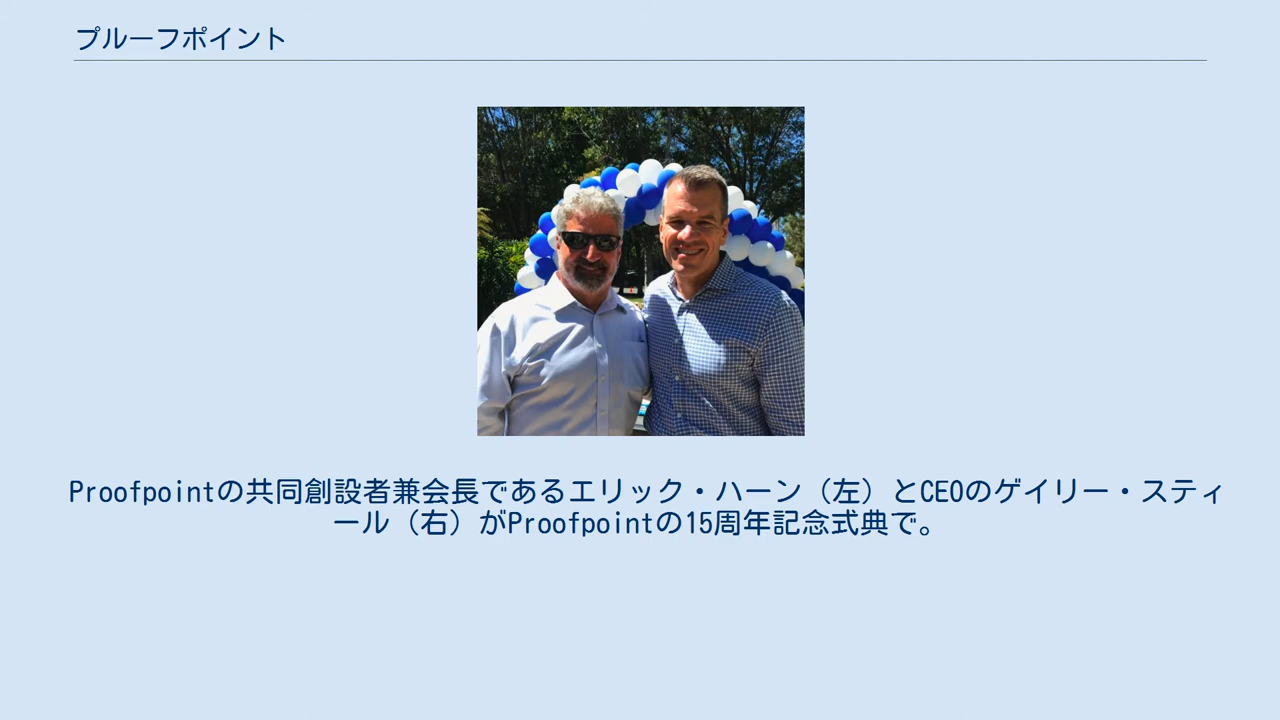 プルーフポイント
Proofpointの共同創設者兼会長であるエリック・ハーン（左）とCEOのゲイリー・スティ
ール（右）がProofpointの15周年記念式典で。